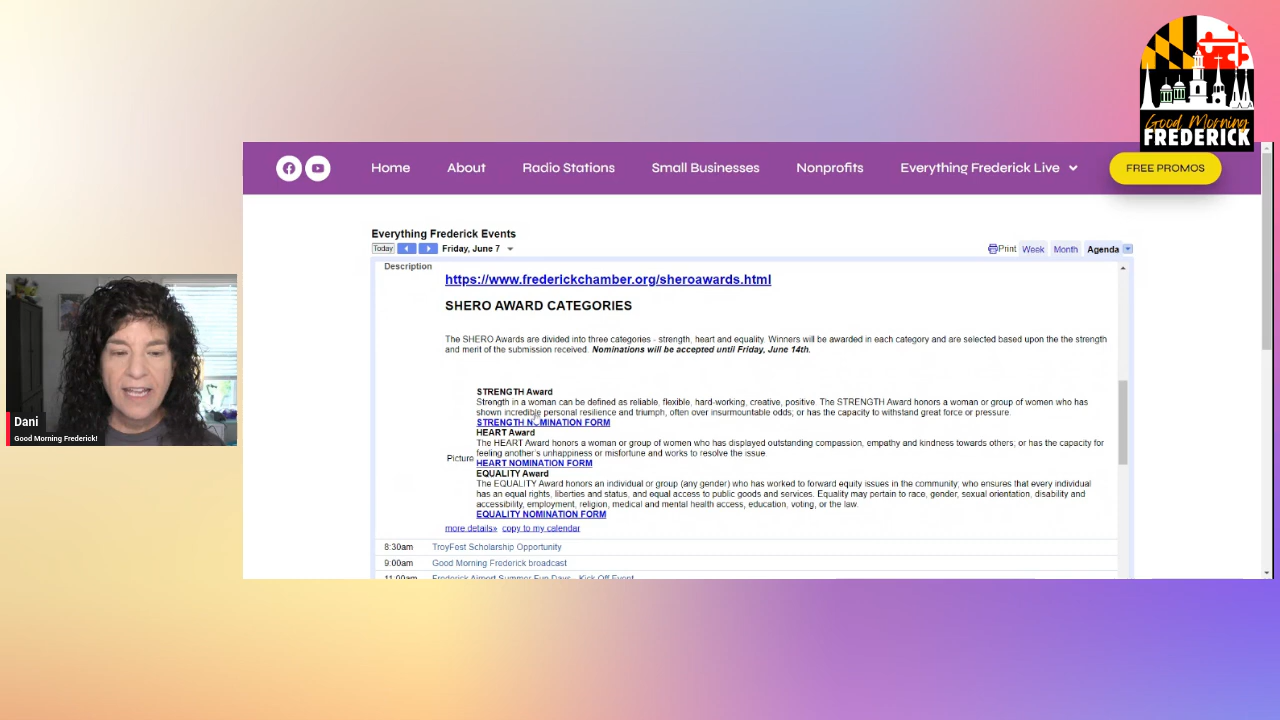 Good Morning
FREDERICK
Home About Radio Stations Small Businesses Nonprofits Everything Frederick Live FREE PROMOS
Everything Frederick Events
Today Friday, June 7 Print Week Month Agenda
Description
https://www.frederickchamber.org/sheroawards.html
SHERO AWARD CATEGORIES
The SHERO Awards are divided into three categories - strength, heart and equality. Winners will be awarded in each category and are selected based upon the the strength
and merit of the submission received. Nominations will be accepted until Friday, June 14th.
STRENGTH Award
Strength in a woman can be defined as reliable, flexible, hard-working, creative, positive. The STRENGTH Award honors a woman or group of women who has
shown incredible personal resilience and triumph, often over insurmountable odds; or has the capacity to withstand great force or pressure.
STRENGTH NOMINATION FORM
HEART Award
The HEART Award honors a woman or group of women who has displayed outstanding compassion, empathy and kindness towards others; or has the capacity for
feeling another's unhappiness or misfortune and works to resolve the issue.
Picture
HEART NOMINATION FORM
EQUALITY Award
The EQUALITY Award honors an individual or group (any gender) who has worked to forward equity issues in the community; who ensures that every individual
has an equal rights, liberties and status, and equal access to public goods and services. Equality may pertain to race, gender, sexual orientation, disability and
accessibility, employment, religion, medical and mental health access, education, voting, or the law.
EQUALITY NOMINATION FORM
more details» copy to my calendar
8:30am TroyFest Scholarship Opportunity
9:00am Good Morning Frederick broadcast
11:00am Frederick Airport Summer Fun Days - Kick Off Event
Dani
Good Morning Frederick!